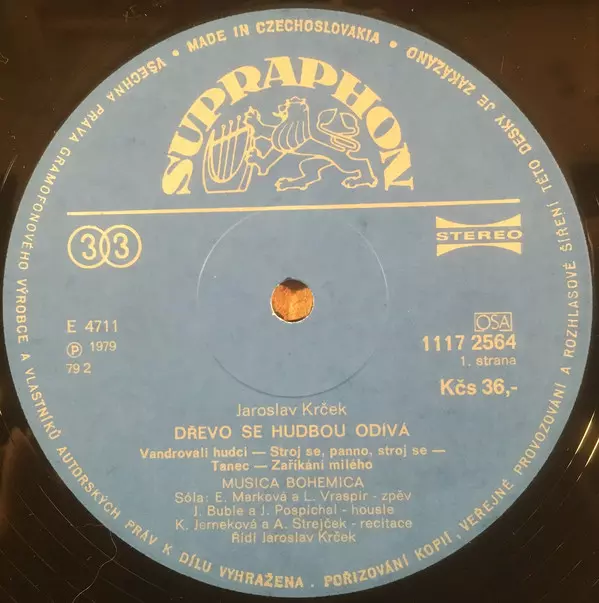 VŠECHNA PRÁVA GRAMOFONOVÉHO VÝROBCE A VLASTNÍKŮ AUTORSKÝCH PRÁV K DÍLU VYHRAŽENA . POŘIZOVÁNÍ KOPIÍ, VEŘEJNÉ PROVOZOVÁNÍ A ROZHLASOVÉ ŠÍŘENÍ TÉTO DESKY JE ZAKÁZÁNO • MADE IN CZECHOSLOVAKIA •
SUPRAPHON
33
STEREO
E 4711
Ⓟ 1979
79 2
OSA
1117 2564
1. strana
Kčs 36,-
Jaroslav Krček
DŘEVO SE HUDBOU ODÍVÁ
Vandrovali hudci — Stroj se, panno, stroj se —
Tanec — Zaříkání milého
MUSICA BOHEMICA
Sóla: E. Marková a L. Vraspír - zpěv
J. Buble a J. Pospíchal - housle
K. Jerneková a A. Strejček - recitace
Řídí Jaroslav Krček